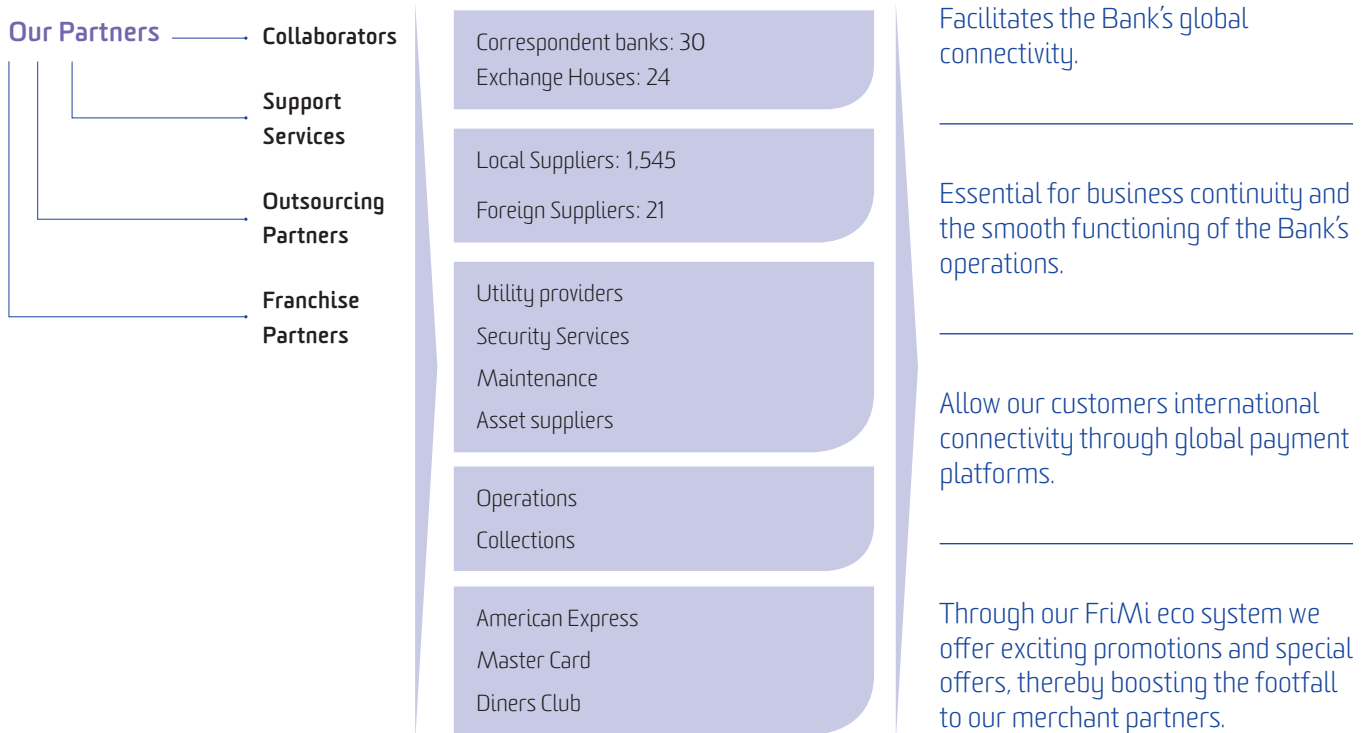 Our Partners
Collaborators
Support
Services
Outsourcing
Partners
Franchise
Partners
Correspondent banks: 30
Exchange Houses: 24
Local Suppliers: 1,545
Foreign Suppliers: 21
Utility providers
Security Services
Maintenance
Asset suppliers
Operations
Collections
American Express
Master Card
Diners Club
Facilitates the Bank’s global
connectivity.
Essential for business continuity and
the smooth functioning of the Bank’s
operations.
Allow our customers international
connectivity through global payment
platforms.
Through our FriMi eco system we
offer exciting promotions and special
offers, thereby boosting the footfall
to our merchant partners.